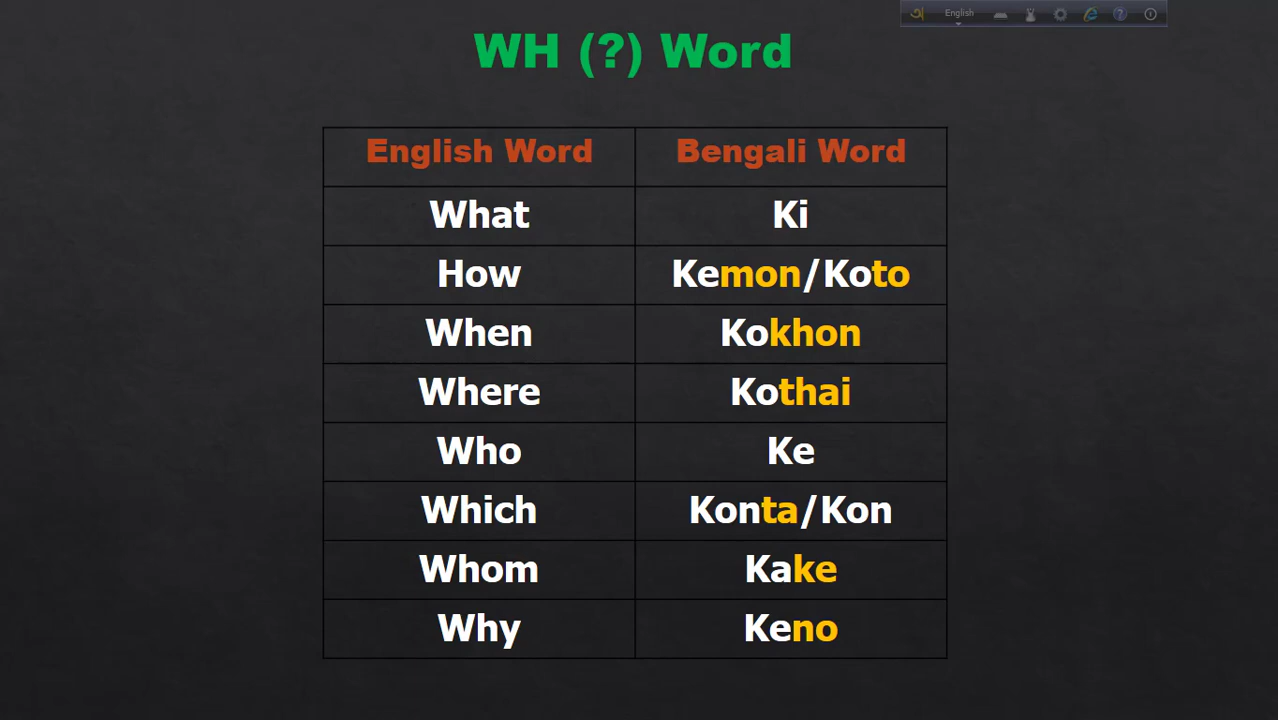 English
WH (?) Word
English Word Bengali Word
What Ki
How Kemon/Koto
When Kokhon
Where Kothai
Who Ke
Which Konta/Kon
Whom Kake
Why Keno